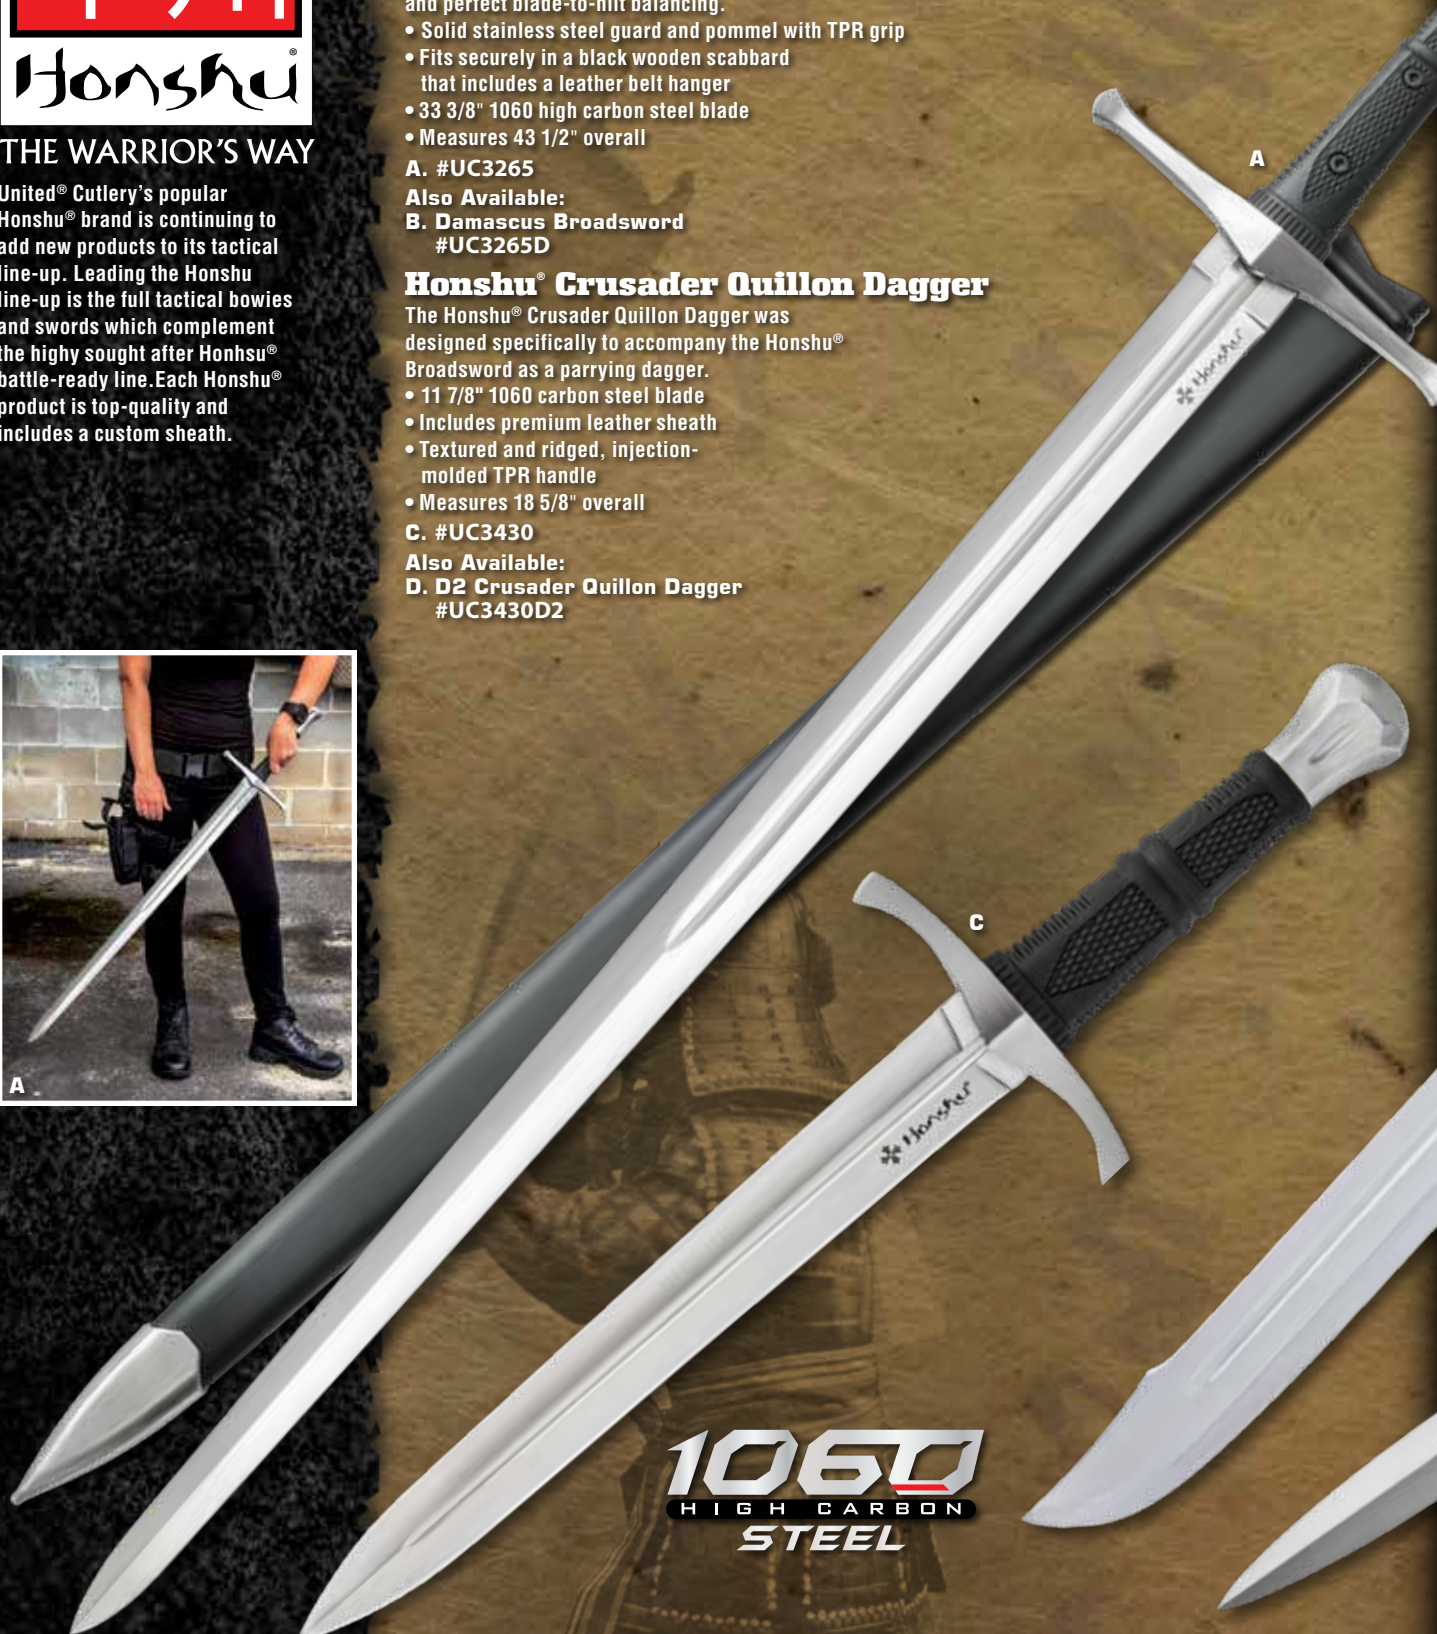 Honshu®
THE WARRIOR'S WAY
United® Cutlery's popular
Honshu® brand is continuing to
add new products to its tactical
line-up. Leading the Honshu
line-up is the full tactical bowies
and swords which complement
the highy sought after Honhsu®
battle-ready line.Each Honshu®
product is top-quality and
includes a custom sheath.
and perfect blade-to-hilt balancing.
• Solid stainless steel guard and pommel with TPR grip
• Fits securely in a black wooden scabbard
that includes a leather belt hanger
• 33 3/8" 1060 high carbon steel blade
• Measures 43 1/2" overall
A. #UC3265
Also Available:
B. Damascus Broadsword
#UC3265D
Honshu® Crusader Quillon Dagger
The Honshu® Crusader Quillon Dagger was
designed specifically to accompany the Honshu®
Broadsword as a parrying dagger.
• 11 7/8" 1060 carbon steel blade
• Includes premium leather sheath
• Textured and ridged, injection-
molded TPR handle
• Measures 18 5/8" overall
C. #UC3430
Also Available:
D. D2 Crusader Quillon Dagger
#UC3430D2
A
Honshu®
C
Honshu®
A
1060
HIGH CARBON
STEEL